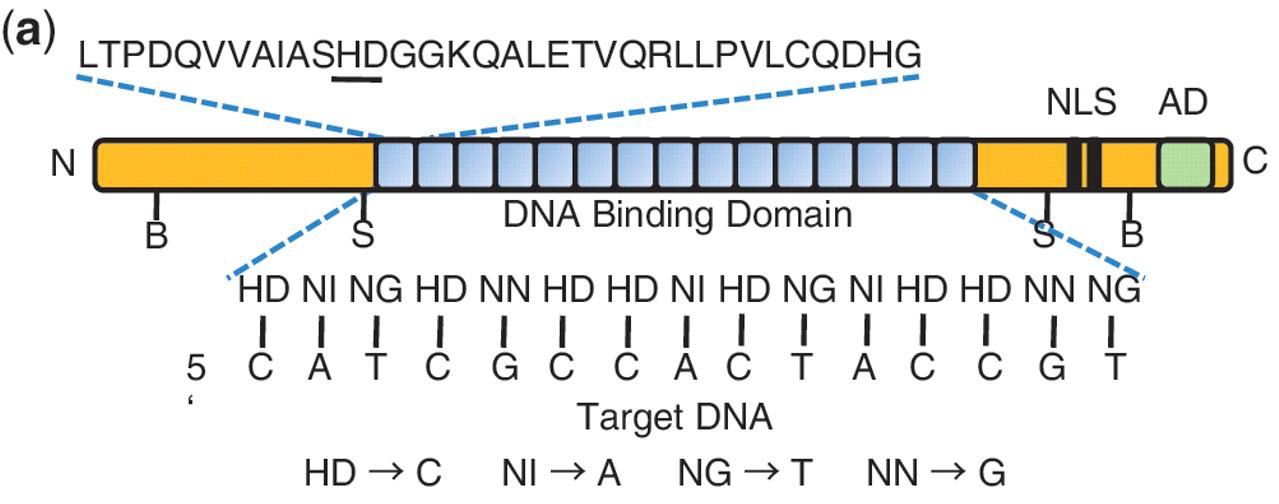 (a)
LTPDQVVAIASHDGGKQALETVQRLLPVLCQDHG
NLS AD
N C
B S DNA Binding Domain S B
HD NI NG HD NN HD HD NI HD NG NI HD HD NN NG
5 C A T C G C C A C T A C C G T
‘
Target DNA
HD → C NI → A NG → T NN → G